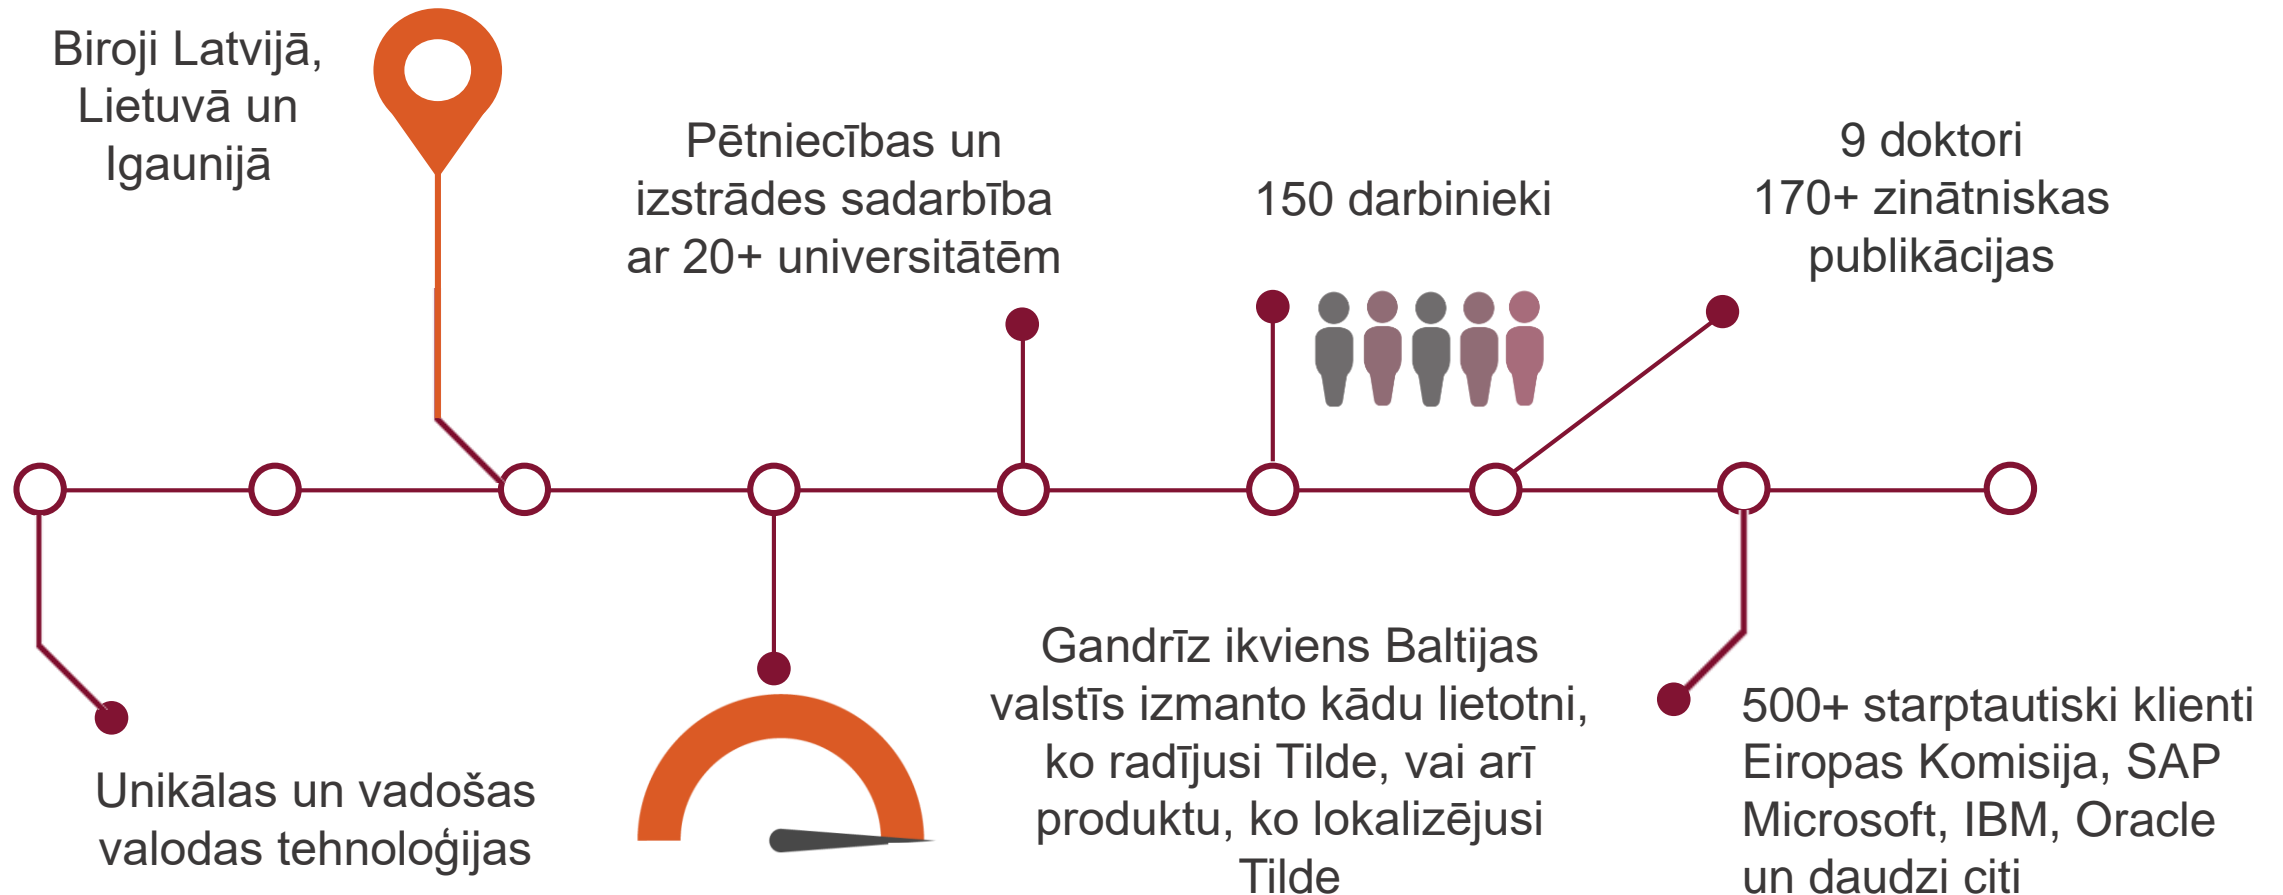 Biroji Latvijā,
Lietuvā un
Igaunijā
Pētniecības un
izstrādes sadarbība
ar 20+ universitātēm
150 darbinieki
9 doktori
170+ zinātniskas
publikācijas
Unikālas un vadošas
valodas tehnoloģijas
Gandrīz ikviens Baltijas
valstīs izmanto kādu lietotni,
ko radījusi Tilde, vai arī
produktu, ko lokalizējusi
Tilde
500+ starptautiski klienti
Eiropas Komisija, SAP
Microsoft, IBM, Oracle
un daudzi citi